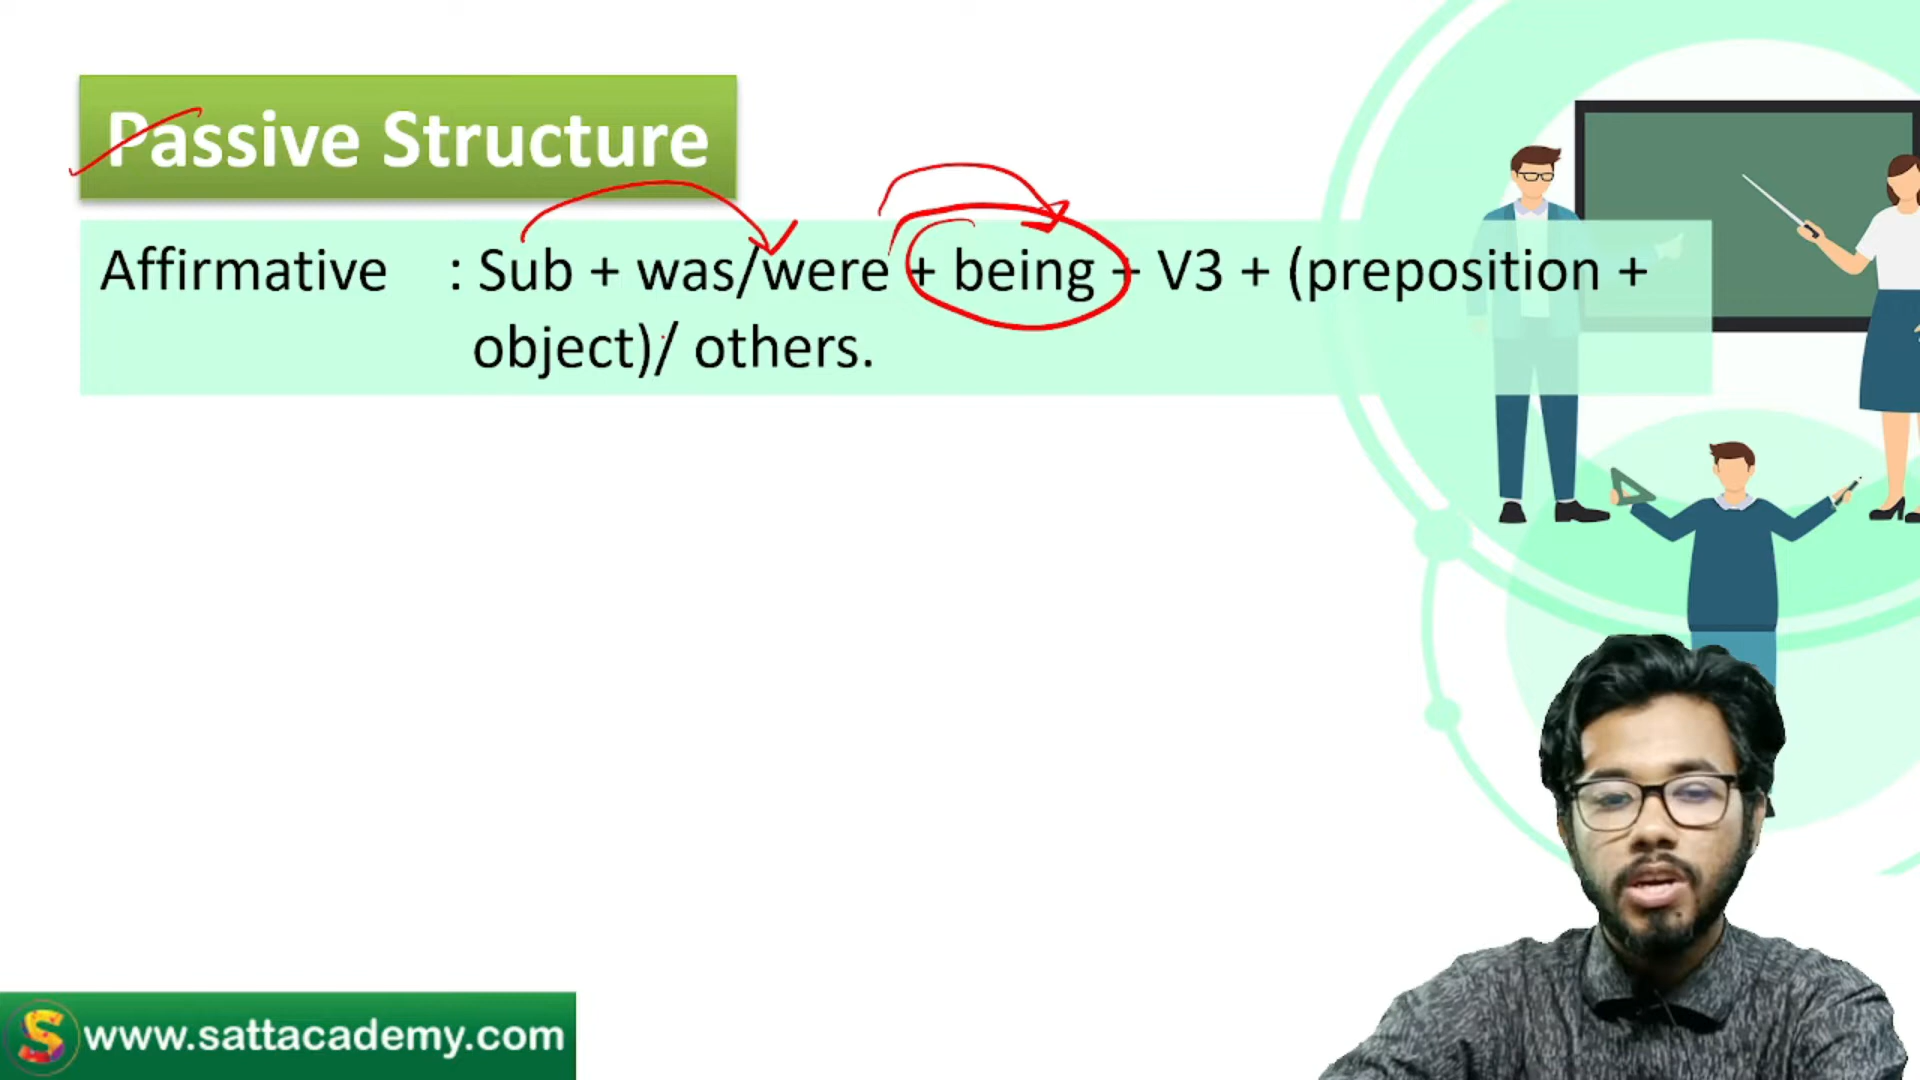 Passive Structure
Affirmative : Sub + was/were + being + V3 + (preposition +
object)/ others.
S www.sattacademy.com